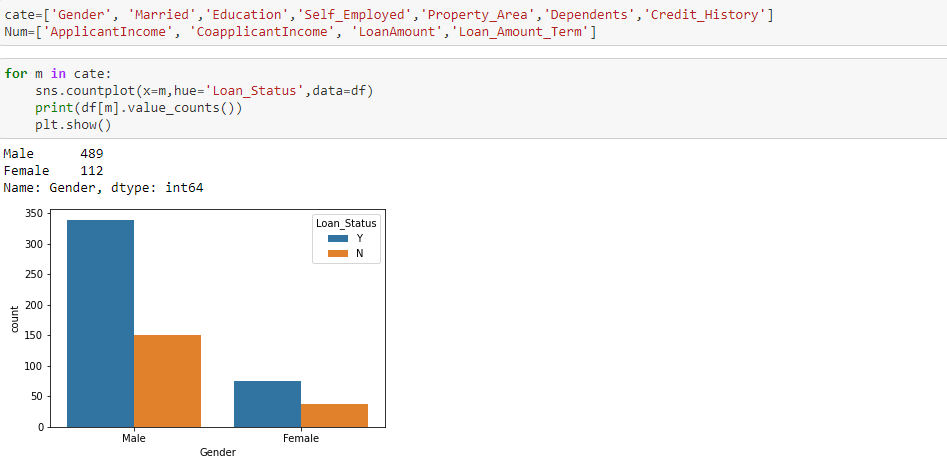 cate=['Gender', 'Married','Education','Self_Employed','Property_Area','Dependents','Credit_History']
Num=['ApplicantIncome', 'CoapplicantIncome', 'LoanAmount','Loan_Amount_Term']
for m in cate:
    sns.countplot(x=m,hue='Loan_Status',data=df)
    print(df[m].value_counts())
    plt.show()
Male      489
Female    112
Name: Gender, dtype: int64
350
300
250
200
150
100
50
0
count
Loan_Status
Y
N
Male Female
Gender